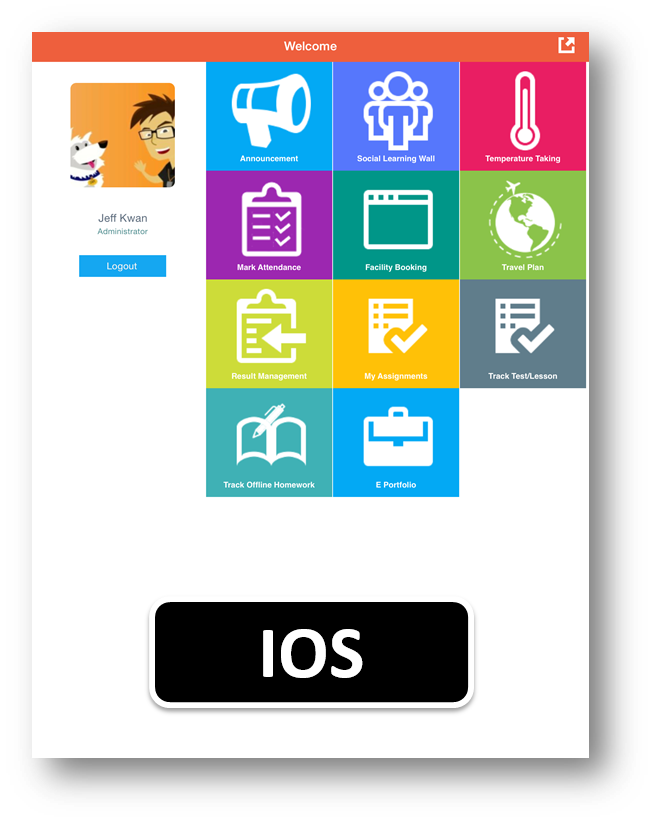 Welcome
Jeff Kwan
Administrator
Logout
Announcement
Social Learning Wall
Temperature Taking
Mark Attendance
Facility Booking
Travel Plan
Result Management
My Assignments
Track Test/Lesson
Track Offline Homework
E Portfolio
IOS